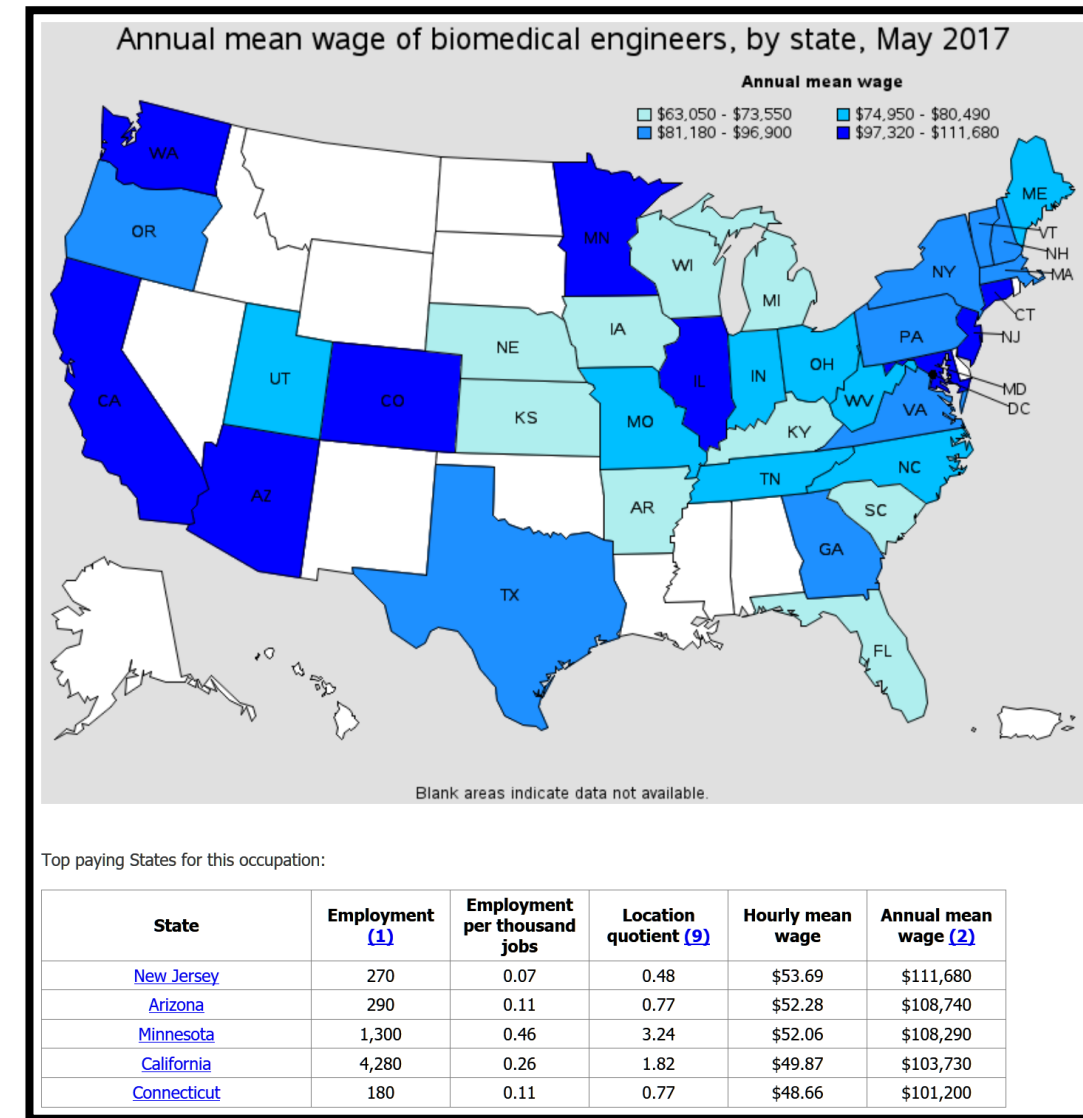 Annual mean wage of biomedical engineers, by state, May 2017
Annual mean wage
$63,050 - $73,550 $74,950 - $80,490
$81,180 - $96,900 $97,320 - $111,680
WA
ME
OR
MN
VT
NH
WI
NY
MA
MI
CT
IA
PA
NJ
NE
OH
UT
IN
IL
MD
CO
CA
WV
VA
DC
KS
MO
KY
NC
TN
AZ
AR
SC
GA
TX
FL
Blank areas indicate data not available.
Top paying States for this occupation:
State Employment (1) Employment per thousand jobs Location quotient (9) Hourly mean wage Annual mean wage (2)
New Jersey 270 0.07 0.48 $53.69 $111,680
Arizona 290 0.11 0.77 $52.28 $108,740
Minnesota 1,300 0.46 3.24 $52.06 $108,290
California 4,280 0.26 1.82 $49.87 $103,730
Connecticut 180 0.11 0.77 $48.66 $101,200